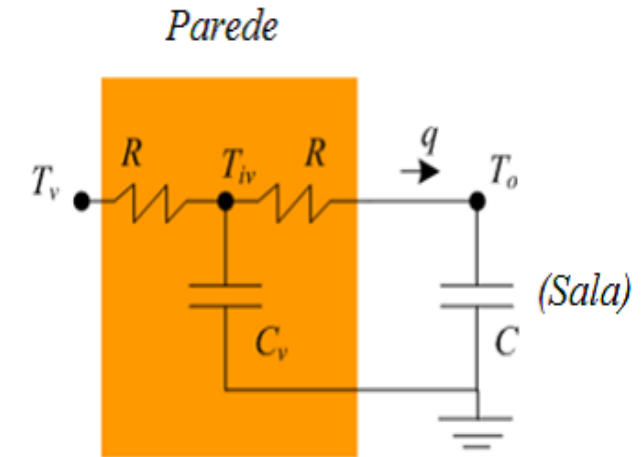 Parede
R
R
q
T_v
T_iv
T_o
(Sala)
C_v
C